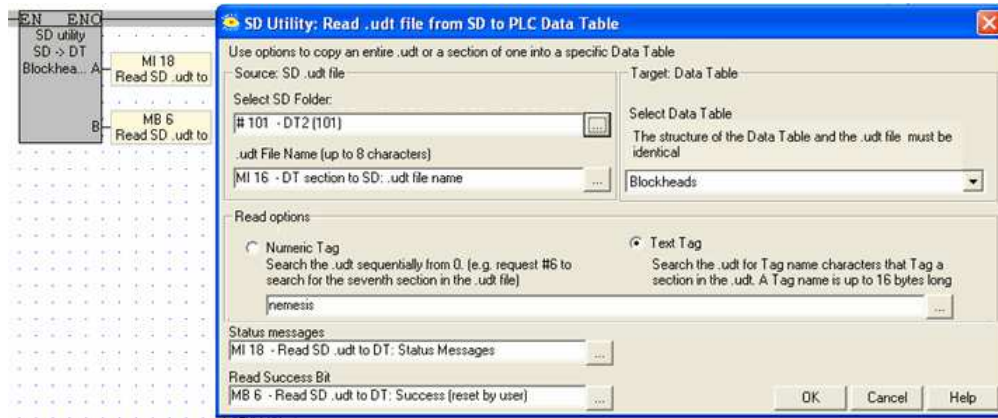 EN ENO
SD utility
SD -> DT
Blockhea... A
MI 18
Read SD .udt to
B
MB 6
Read SD .udt to
SD Utility: Read .udt file from SD to PLC Data Table
Use options to copy an entire .udt or a section of one into a specific Data Table
Source: SD .udt file
Select SD Folder:
# 101 - DT2 (101)
...
.udt File Name (up to 8 characters)
MI 16 - DT section to SD: .udt file name
...
Target: Data Table
Select Data Table
The structure of the Data Table and the .udt file must be
identical
Blockheads
Read options
Numeric Tag
Search the .udt sequentially from 0. (e.g. request #6 to
search for the seventh section in the .udt file)
Text Tag
Search the .udt for Tag name characters that Tag a
section in the .udt. A Tag name is up to 16 bytes long
nemesis
...
Status messages
MI 18 - Read SD .udt to DT: Status Messages
...
Read Success Bit
MB 6 - Read SD .udt to DT: Success (reset by user)
...
OK
Cancel
Help